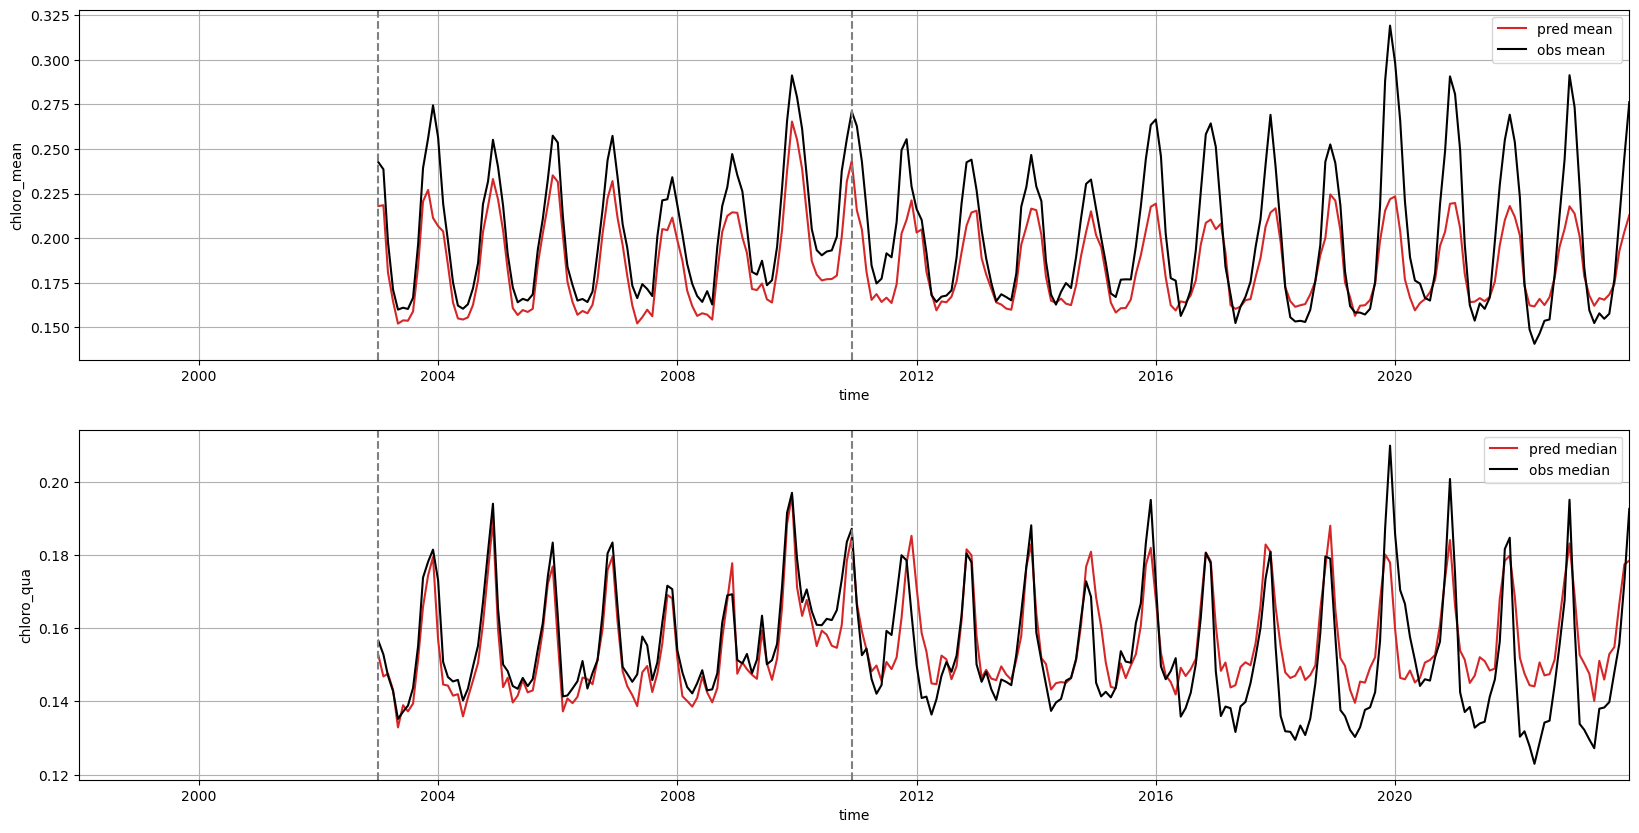 0.325
0.300
0.275
0.250
0.225
0.200
0.175
0.150
chloro_mean
pred mean
obs mean
2000 2004 2008 2012 2016 2020
time
0.20
0.18
0.16
0.14
0.12
chloro_qua
pred median
obs median
2000 2004 2008 2012 2016 2020
time